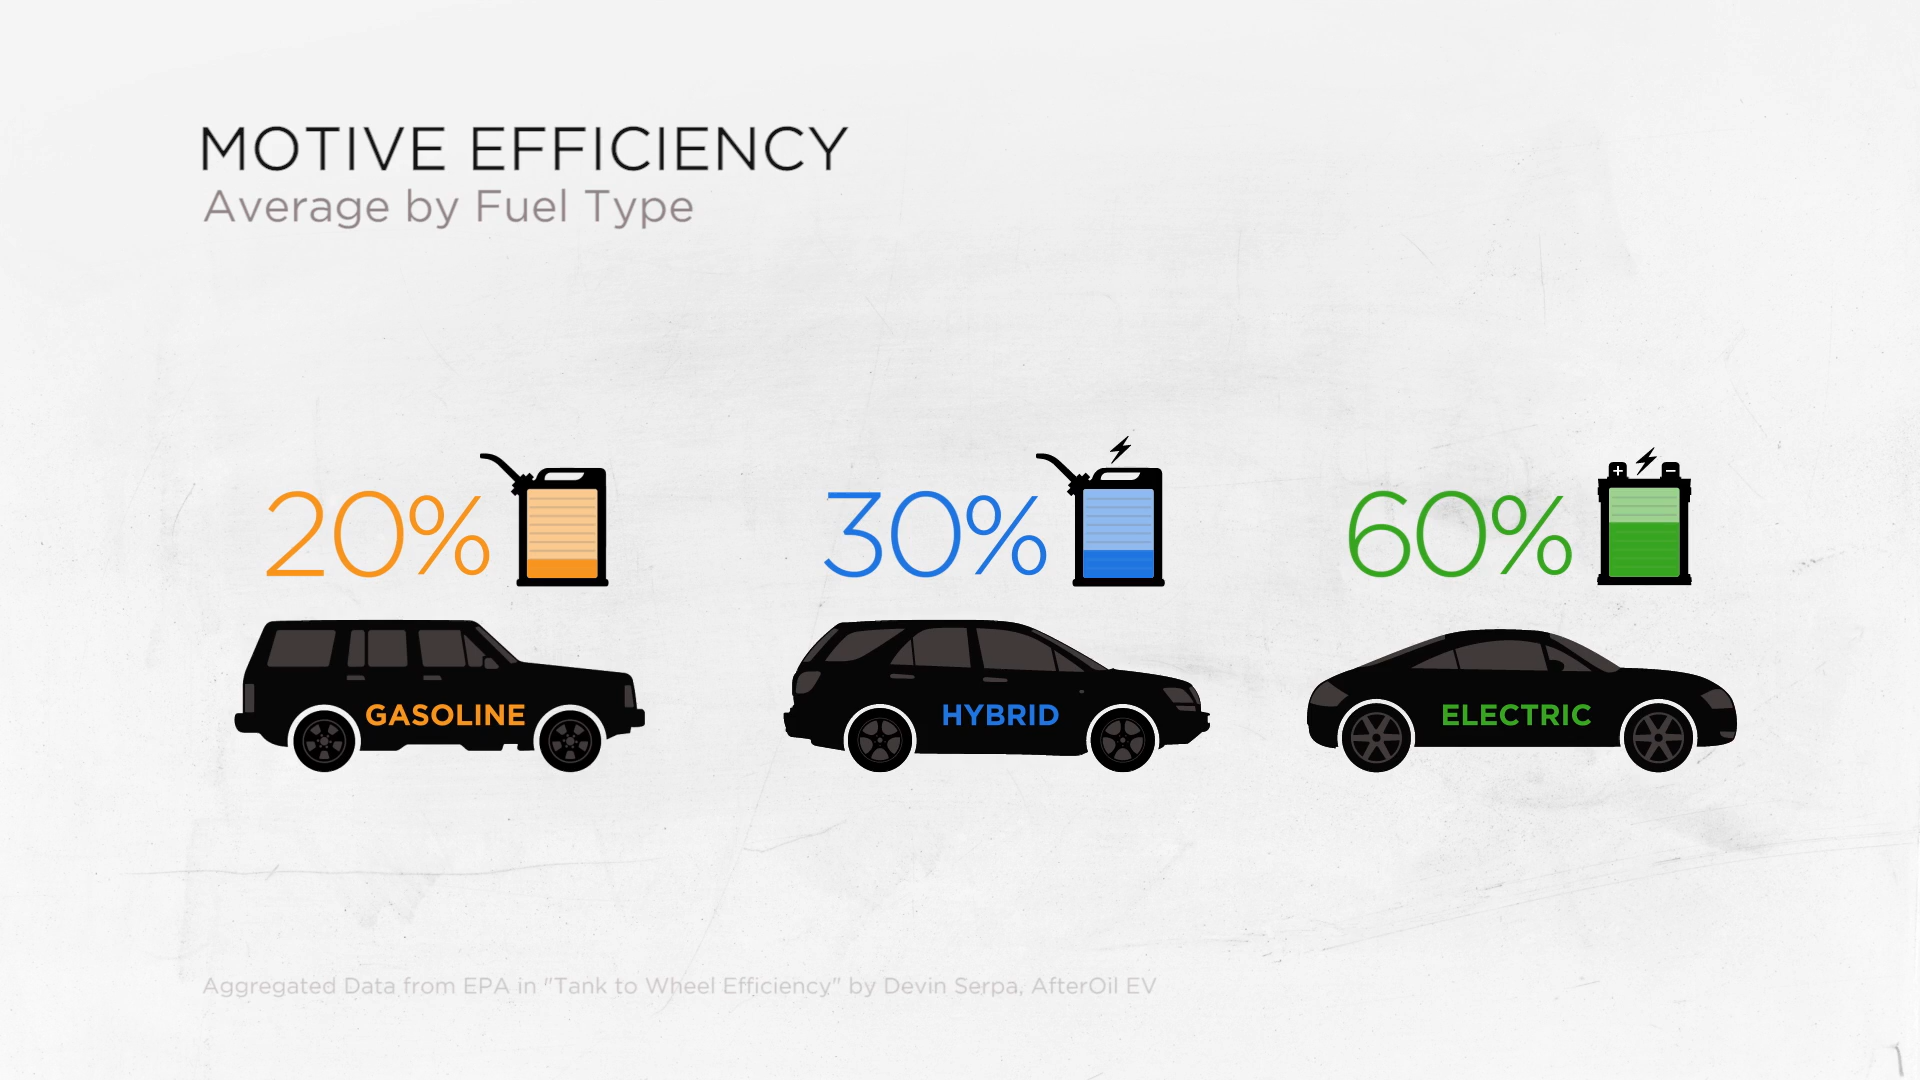 MOTIVE EFFICIENCY
Average by Fuel Type
20%
30%
60%
GASOLINE
HYBRID
ELECTRIC
Aggregated Data from EPA in "Tank to Wheel Efficiency" by Devin Serpa, AfterOil EV